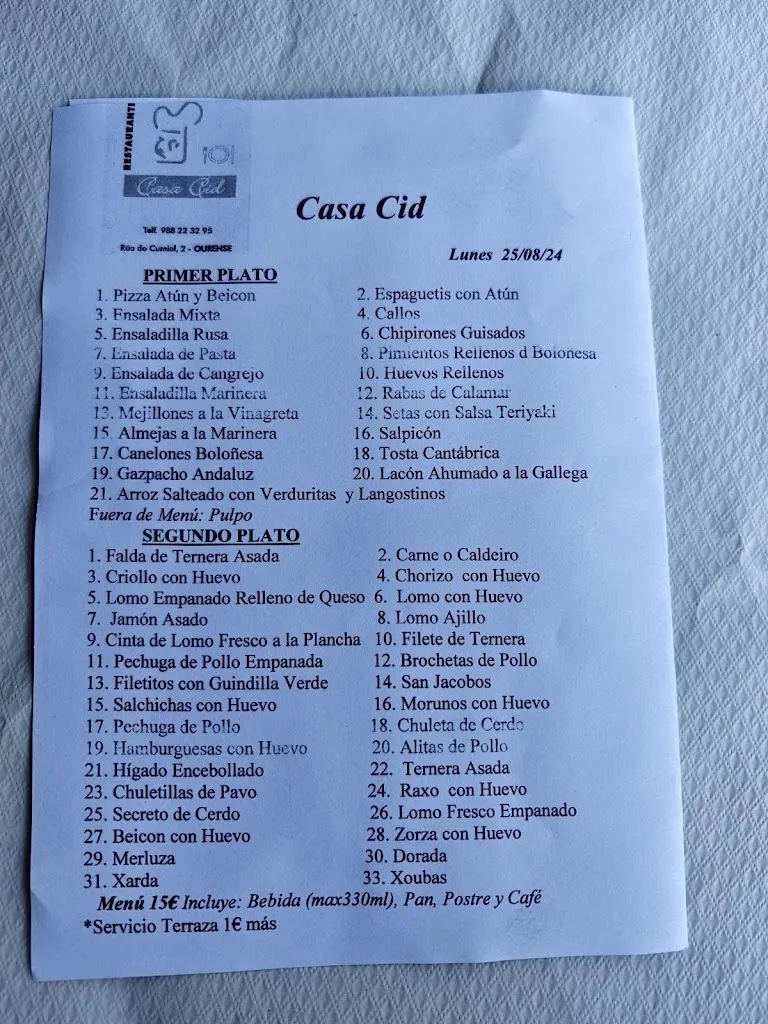 RESTAURANTE
Casa Cid
Telf. 988 22 32 95
Rúa do Cumial, 2 - OURENSE
Casa Cid
Lunes 25/08/24
PRIMER PLATO
1. Pizza Atún y Beicon 2. Espaguetis con Atún
3. Ensalada Mixta 4. Callos
5. Ensaladilla Rusa 6. Chipirones Guisados
7. Ensalada de Pasta 8. Pimientos Rellenos d Boloñesa
9. Ensalada de Cangrejo 10. Huevos Rellenos
11. Ensaladilla Marinera 12. Rabas de Calamar
13. Mejillones a la Vinagreta 14. Setas con Salsa Teriyaki
15. Almejas a la Marinera 16. Salpicón
17. Canelones Boloñesa 18. Tosta Cantábrica
19. Gazpacho Andaluz 20. Lacón Ahumado a la Gallega
21. Arroz Salteado con Verduritas y Langostinos
Fuera de Menú: Pulpo
SEGUNDO PLATO
1. Falda de Ternera Asada 2. Carne o Caldeiro
3. Criollo con Huevo 4. Chorizo con Huevo
5. Lomo Empanado Relleno de Queso 6. Lomo con Huevo
7. Jamón Asado 8. Lomo Ajillo
9. Cinta de Lomo Fresco a la Plancha 10. Filete de Ternera
11. Pechuga de Pollo Empanada 12. Brochetas de Pollo
13. Filetitos con Guindilla Verde 14. San Jacobos
15. Salchichas con Huevo 16. Morunos con Huevo
17. Pechuga de Pollo 18. Chuleta de Cerdo
19. Hamburguesas con Huevo 20. Alitas de Pollo
21. Hígado Encebollado 22. Ternera Asada
23. Chuletillas de Pavo 24. Raxo con Huevo
25. Secreto de Cerdo 26. Lomo Fresco Empanado
27. Beicon con Huevo 28. Zorza con Huevo
29. Merluza 30. Dorada
31. Xarda 33. Xoubas
Menú 15€ Incluye: Bebida (max330ml), Pan, Postre y Café
*Servicio Terraza 1€ más